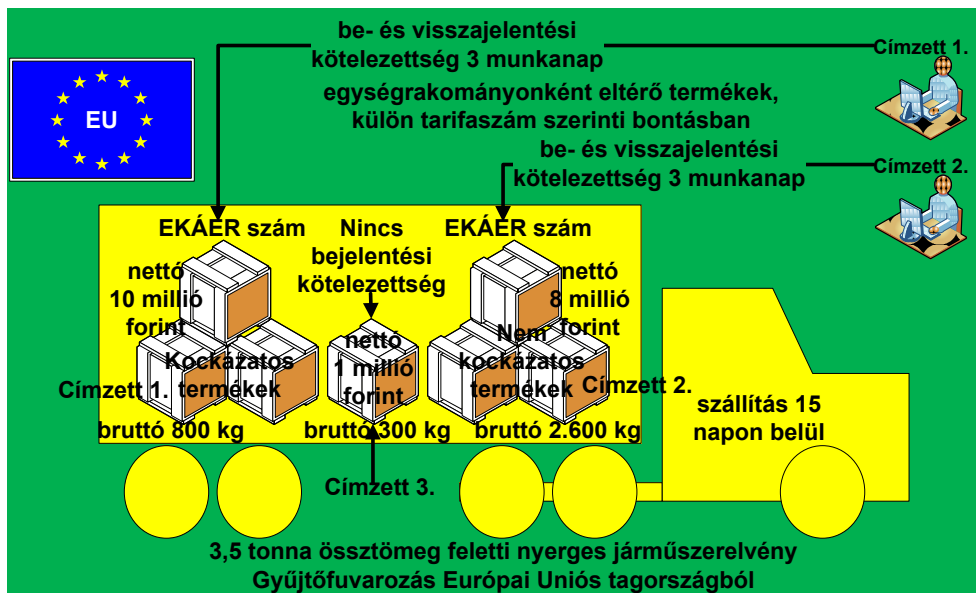 be- és visszajelentési
kötelezettség 3 munkanap
Címzett 1.
EU
egységrakományonként eltérő termékek,
külön tarifaszám szerinti bontásban
be- és visszajelentési
kötelezettség 3 munkanap
Címzett 2.
EKÁER szám
Nincs
bejelentési
kötelezettség
EKÁER szám
nettó
10 millió
forint
nettó
8 millió
forint
Kockázatos
termékek
Címzett 1.
nettó
1 millió
forint
Nem
kockázatos
termékek
Címzett 2.
bruttó 800 kg
bruttó 300 kg
bruttó 2.600 kg
szállítás 15
napon belül
Címzett 3.
3,5 tonna össztömeg feletti nyerges járműszerelvény
Gyűjtőfuvarozás Európai Uniós tagországból